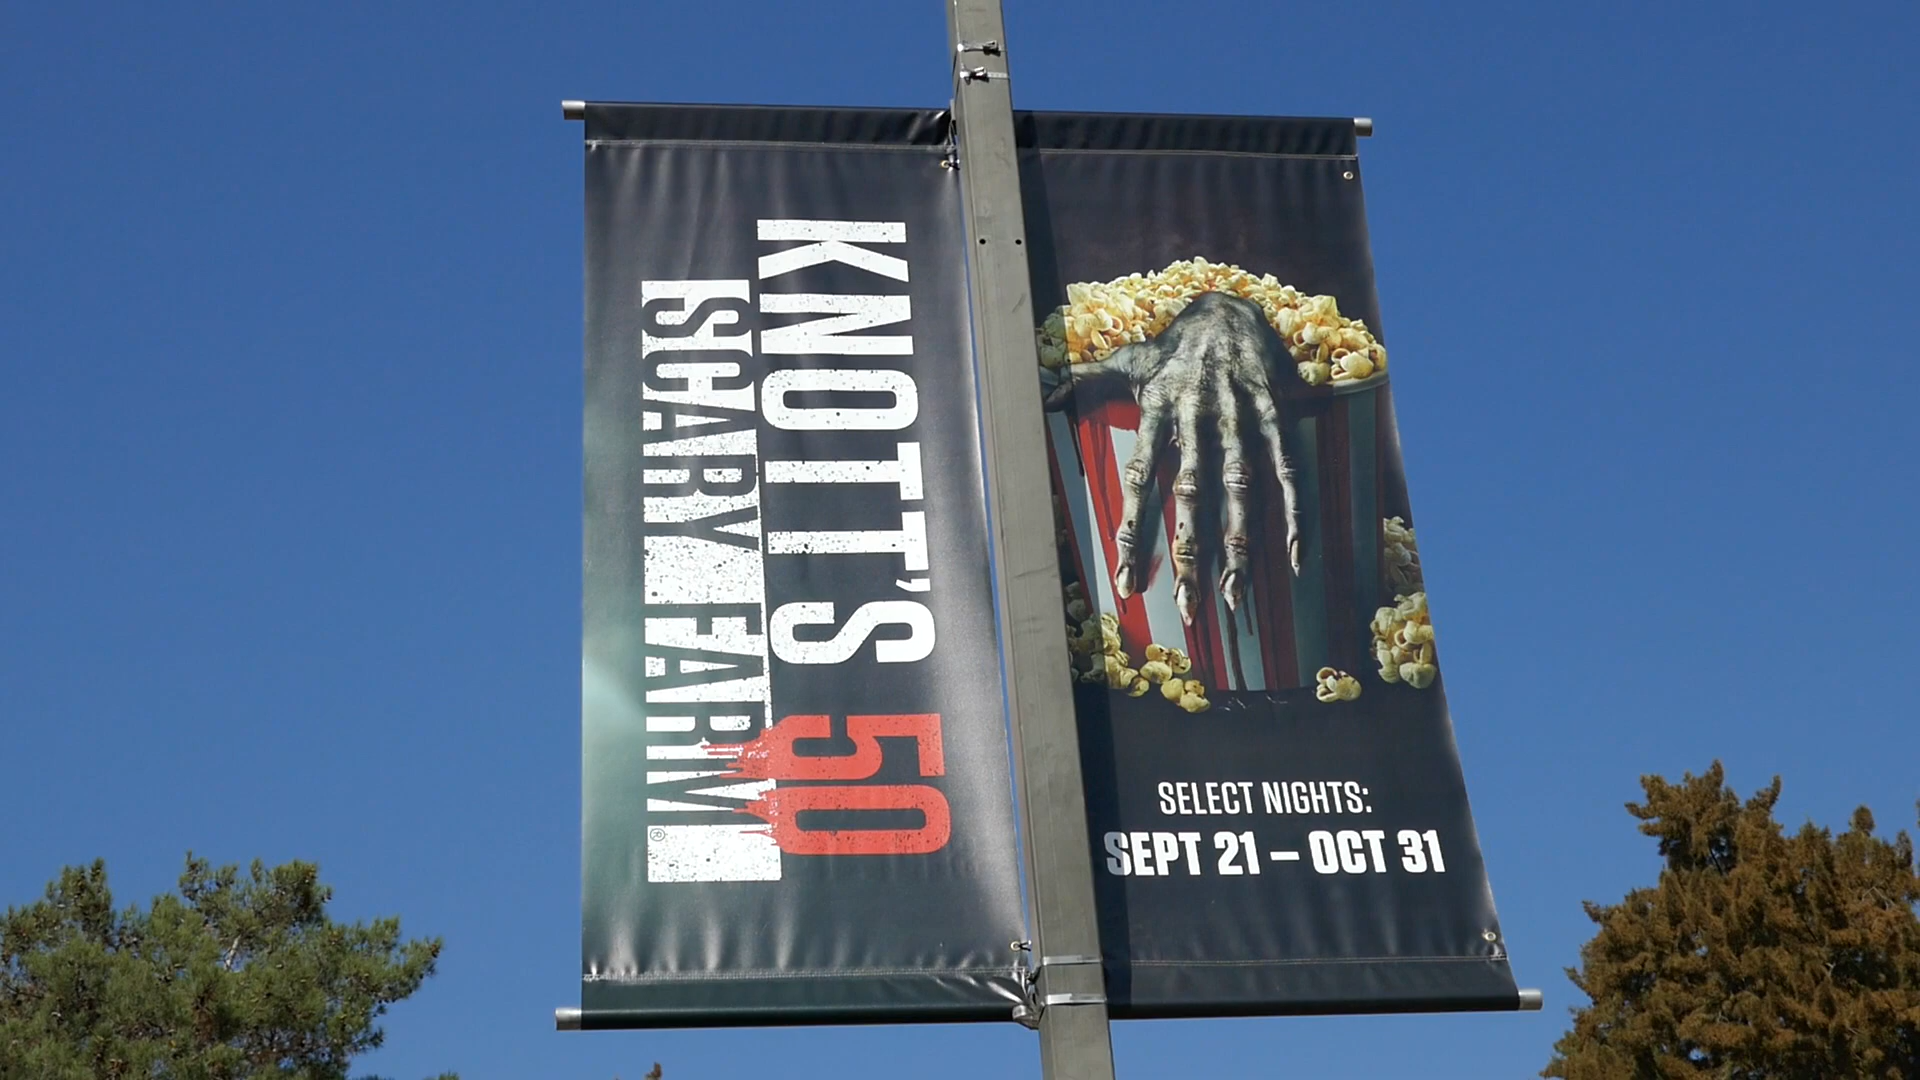 KNOTT'S 50
SCARY FARM®
SELECT NIGHTS:
SEPT 21 – OCT 31